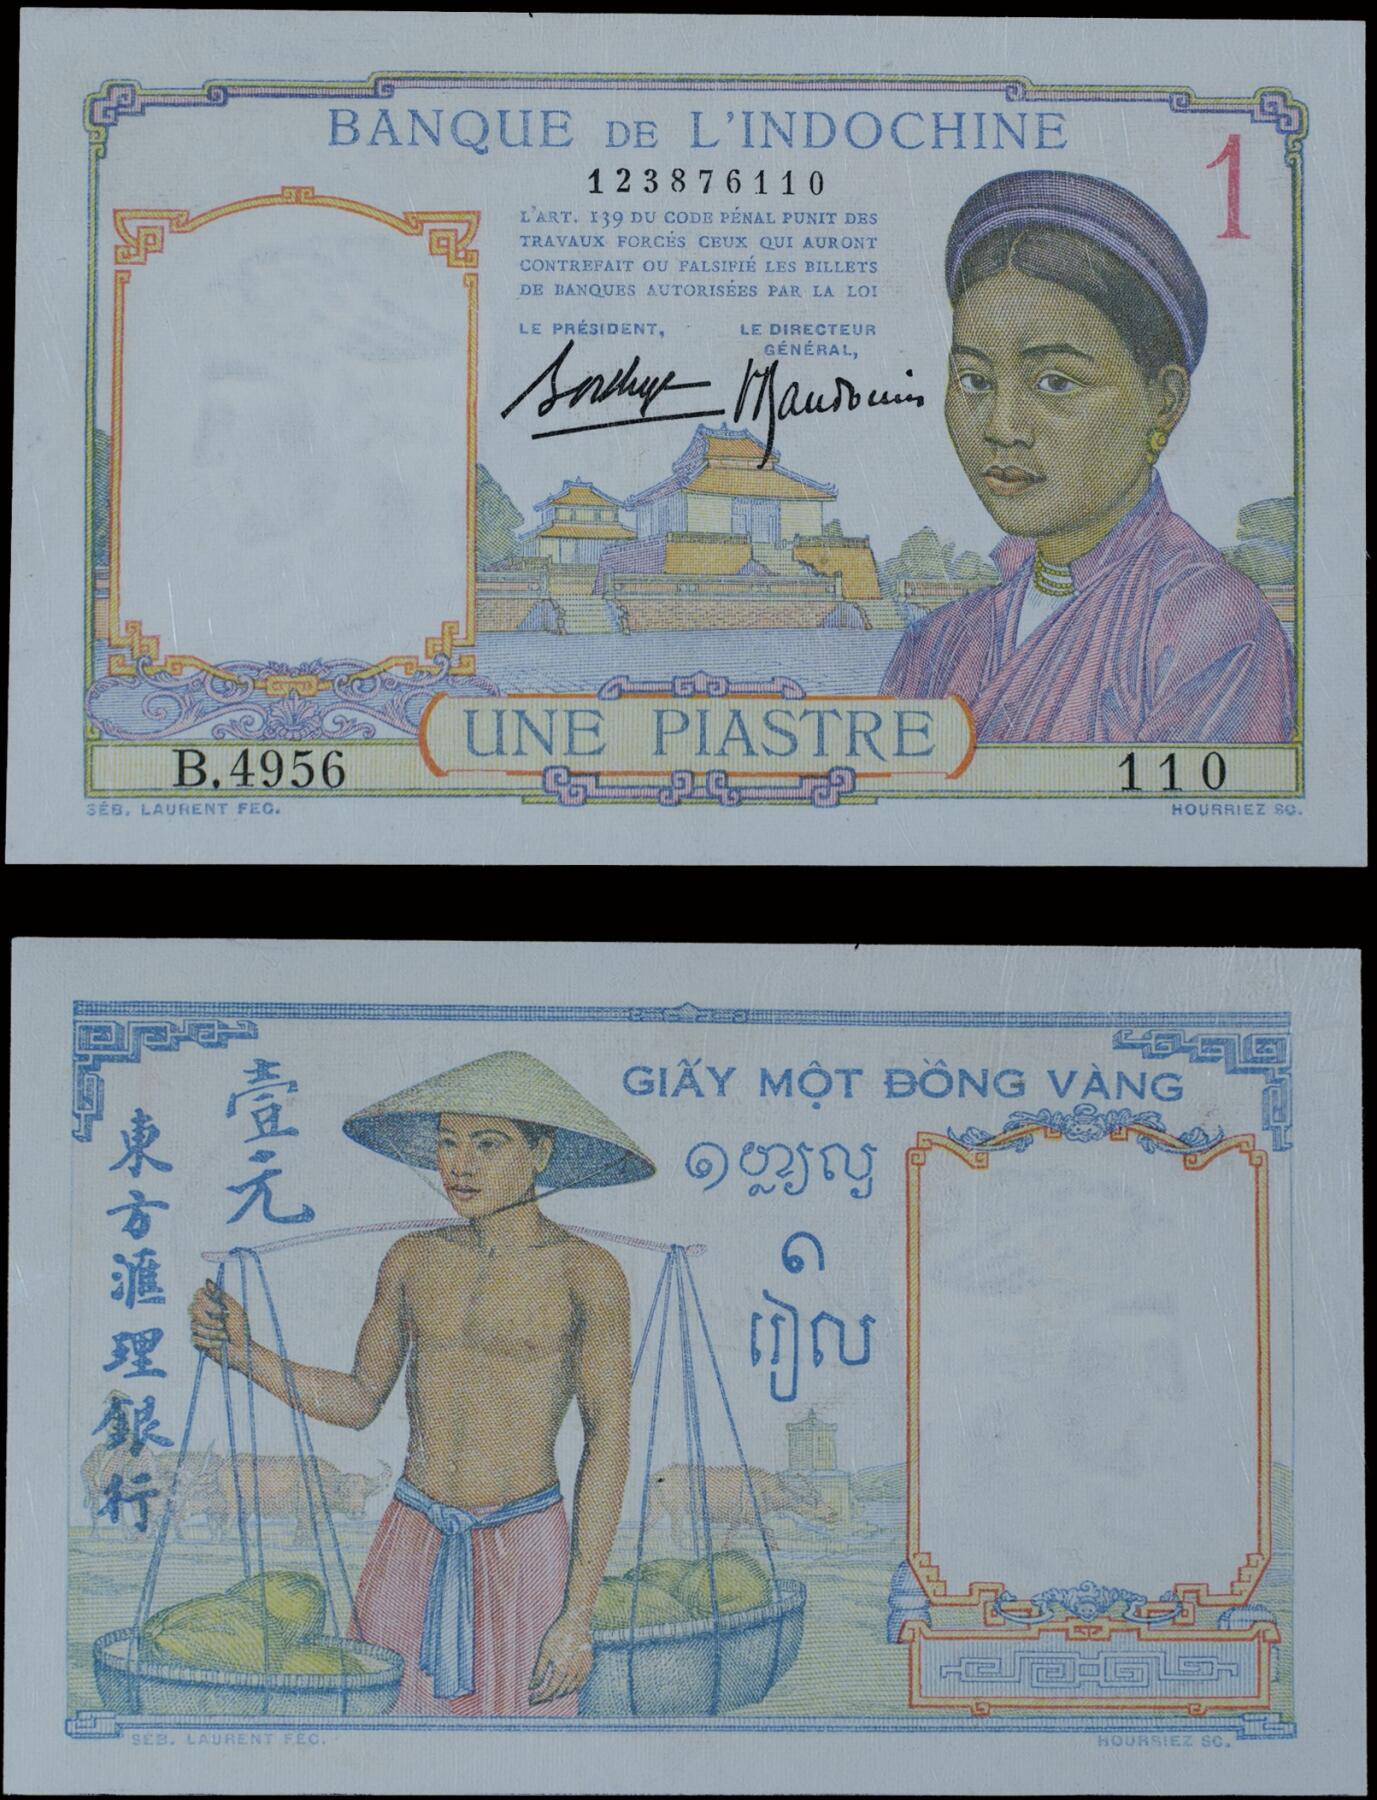 BANQUE DE L'INDOCHINE
1
123876110
L'ART. 139 DU CODE PÉNAL PUNIT DES
TRAVAUX FORCÉS CEUX QUI AURONT
CONTREFAIT OU FALSIFIÉ LES BILLETS
DE BANQUES AUTORISÉES PAR LA LOI
LE PRÉSIDENT,
LE DIRECTEUR
GÉNÉRAL,
UNE PIASTRE
B.4956
110
SÉB. LAURENT FEC.
HOURRIEZ SC.
GIẤY MỘT ĐỒNG VÀNG
壹元
東方滙理銀行
១
រៀល
SÉB. LAURENT FEC.
HOURRIEZ SC.